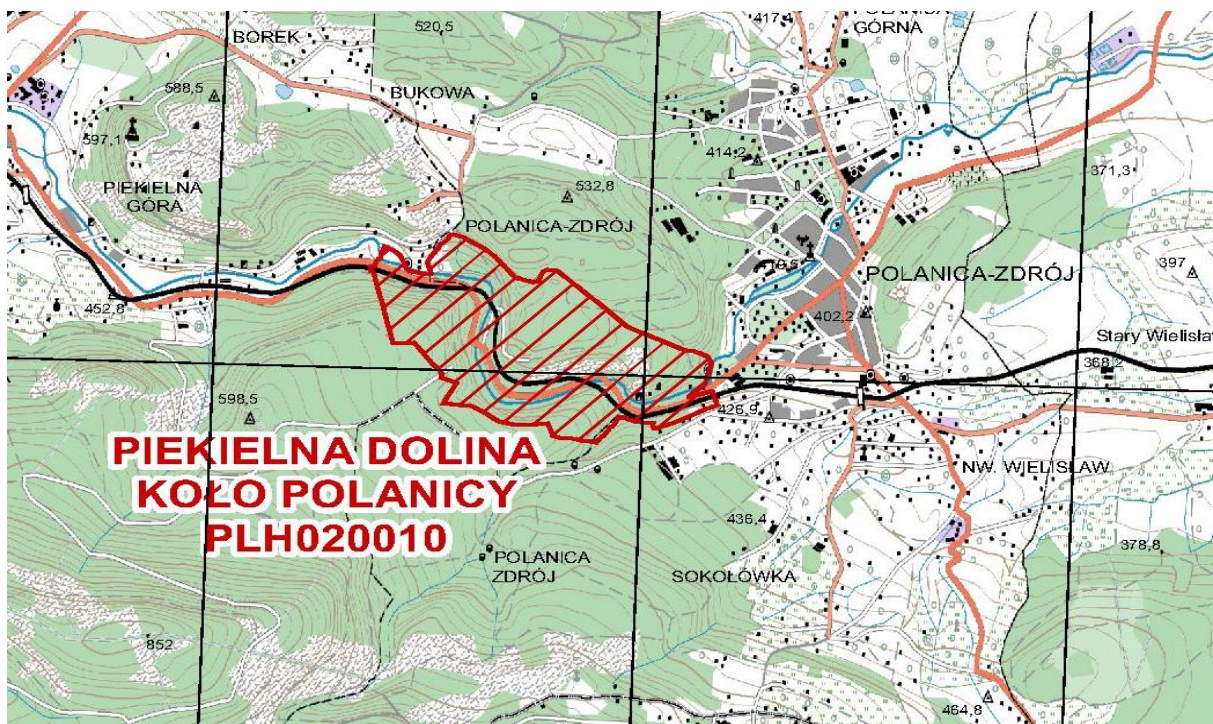 417,4
POLANICA
GÓRNA
520,5
BOREK
588,5
BUKOWA
597,1
414,2
371,3
532,8
PIEKIELNA
GÓRA
POLANICA-ZDRÓJ
POLANICA-ZDRÓJ
397
452,8
402,2
Stary Wielisław
368,2
598,5
426,9
PIEKIELNA DOLINA
KOŁO POLANICY
PLH020010
NW. WIELISŁAW
436,4
POLANICA
ZDRÓJ
SOKOŁÓWKA
378,8
852
464,8